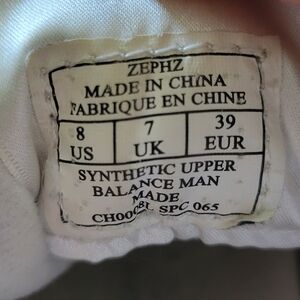 ZEPHZ
MADE IN CHINA
FABRIQUE EN CHINE
8 7 39
US UK EUR
SYNTHETIC UPPER
BALANCE MAN
MADE
SPC 065